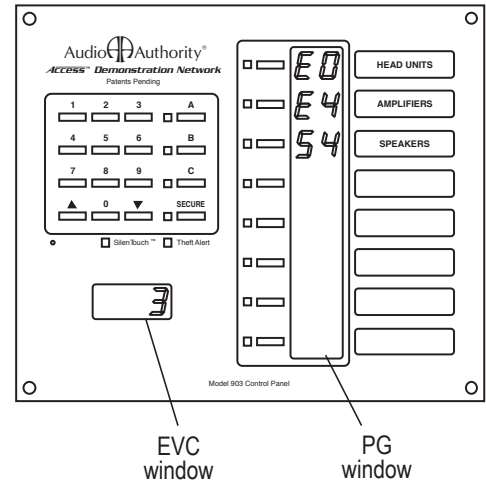 Audio Authority®
Access™ Demonstration Network
Patents Pending
1 2 3 A
4 5 6 B
7 8 9 C
▲ 0 ▼ SECURE
SilenTouch™ Theft Alert
3
E0 HEAD UNITS
E4 AMPLIFIERS
S4 SPEAKERS
Model 903 Control Panel
EVC
window
PG
window